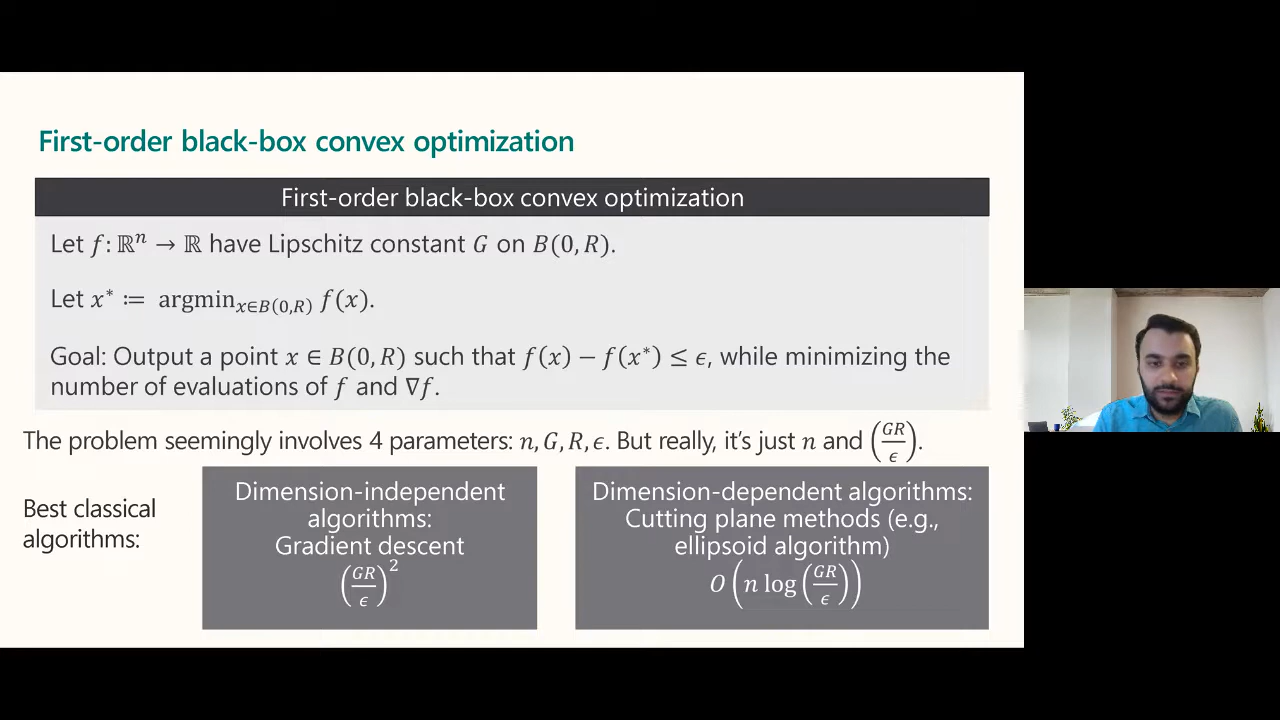 First-order black-box convex optimization
First-order black-box convex optimization
Let f: ℝⁿ → ℝ have Lipschitz constant G on B(0, R).
Let x* ≔ argmin_{x∈B(0,R)} f(x).
Goal: Output a point x ∈ B(0, R) such that f(x) − f(x*) ≤ ϵ, while minimizing the
number of evaluations of f and ∇f.
The problem seemingly involves 4 parameters: n, G, R, ϵ. But really, it's just n and (GR/ϵ).
Best classical
algorithms:
Dimension-independent
algorithms:
Gradient descent
(GR/ϵ)²
Dimension-dependent algorithms:
Cutting plane methods (e.g.,
ellipsoid algorithm)
O(n log(GR/ϵ))